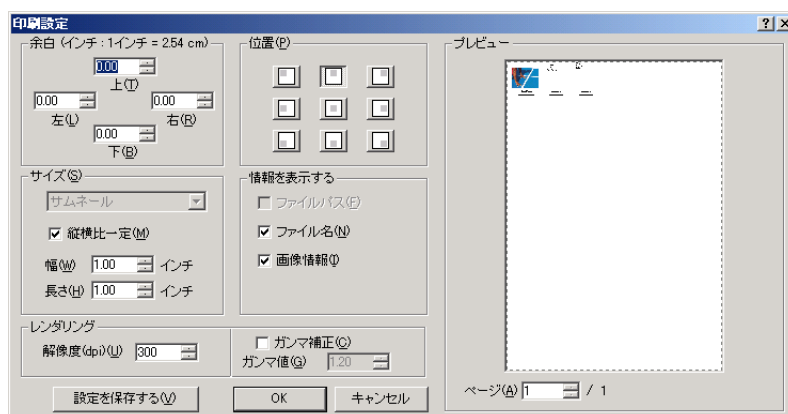 印刷設定
余白 (インチ : 1インチ = 2.54 cm)
0.00
上(T)
0.00
0.00
左(L)
右(R)
0.00
下(B)
位置(P)
サイズ(S)
サムネール
縦横比一定(M)
幅(W) 1.00 インチ
長さ(H) 1.00 インチ
情報を表示する
ファイルパス(F)
ファイル名(N)
画像情報(I)
レンダリング
解像度(dpi)(U) 300
ガンマ補正(C)
ガンマ値(G) 1.20
設定を保存する(V)
OK
キャンセル
プレビュー
ページ(A) 1 / 1